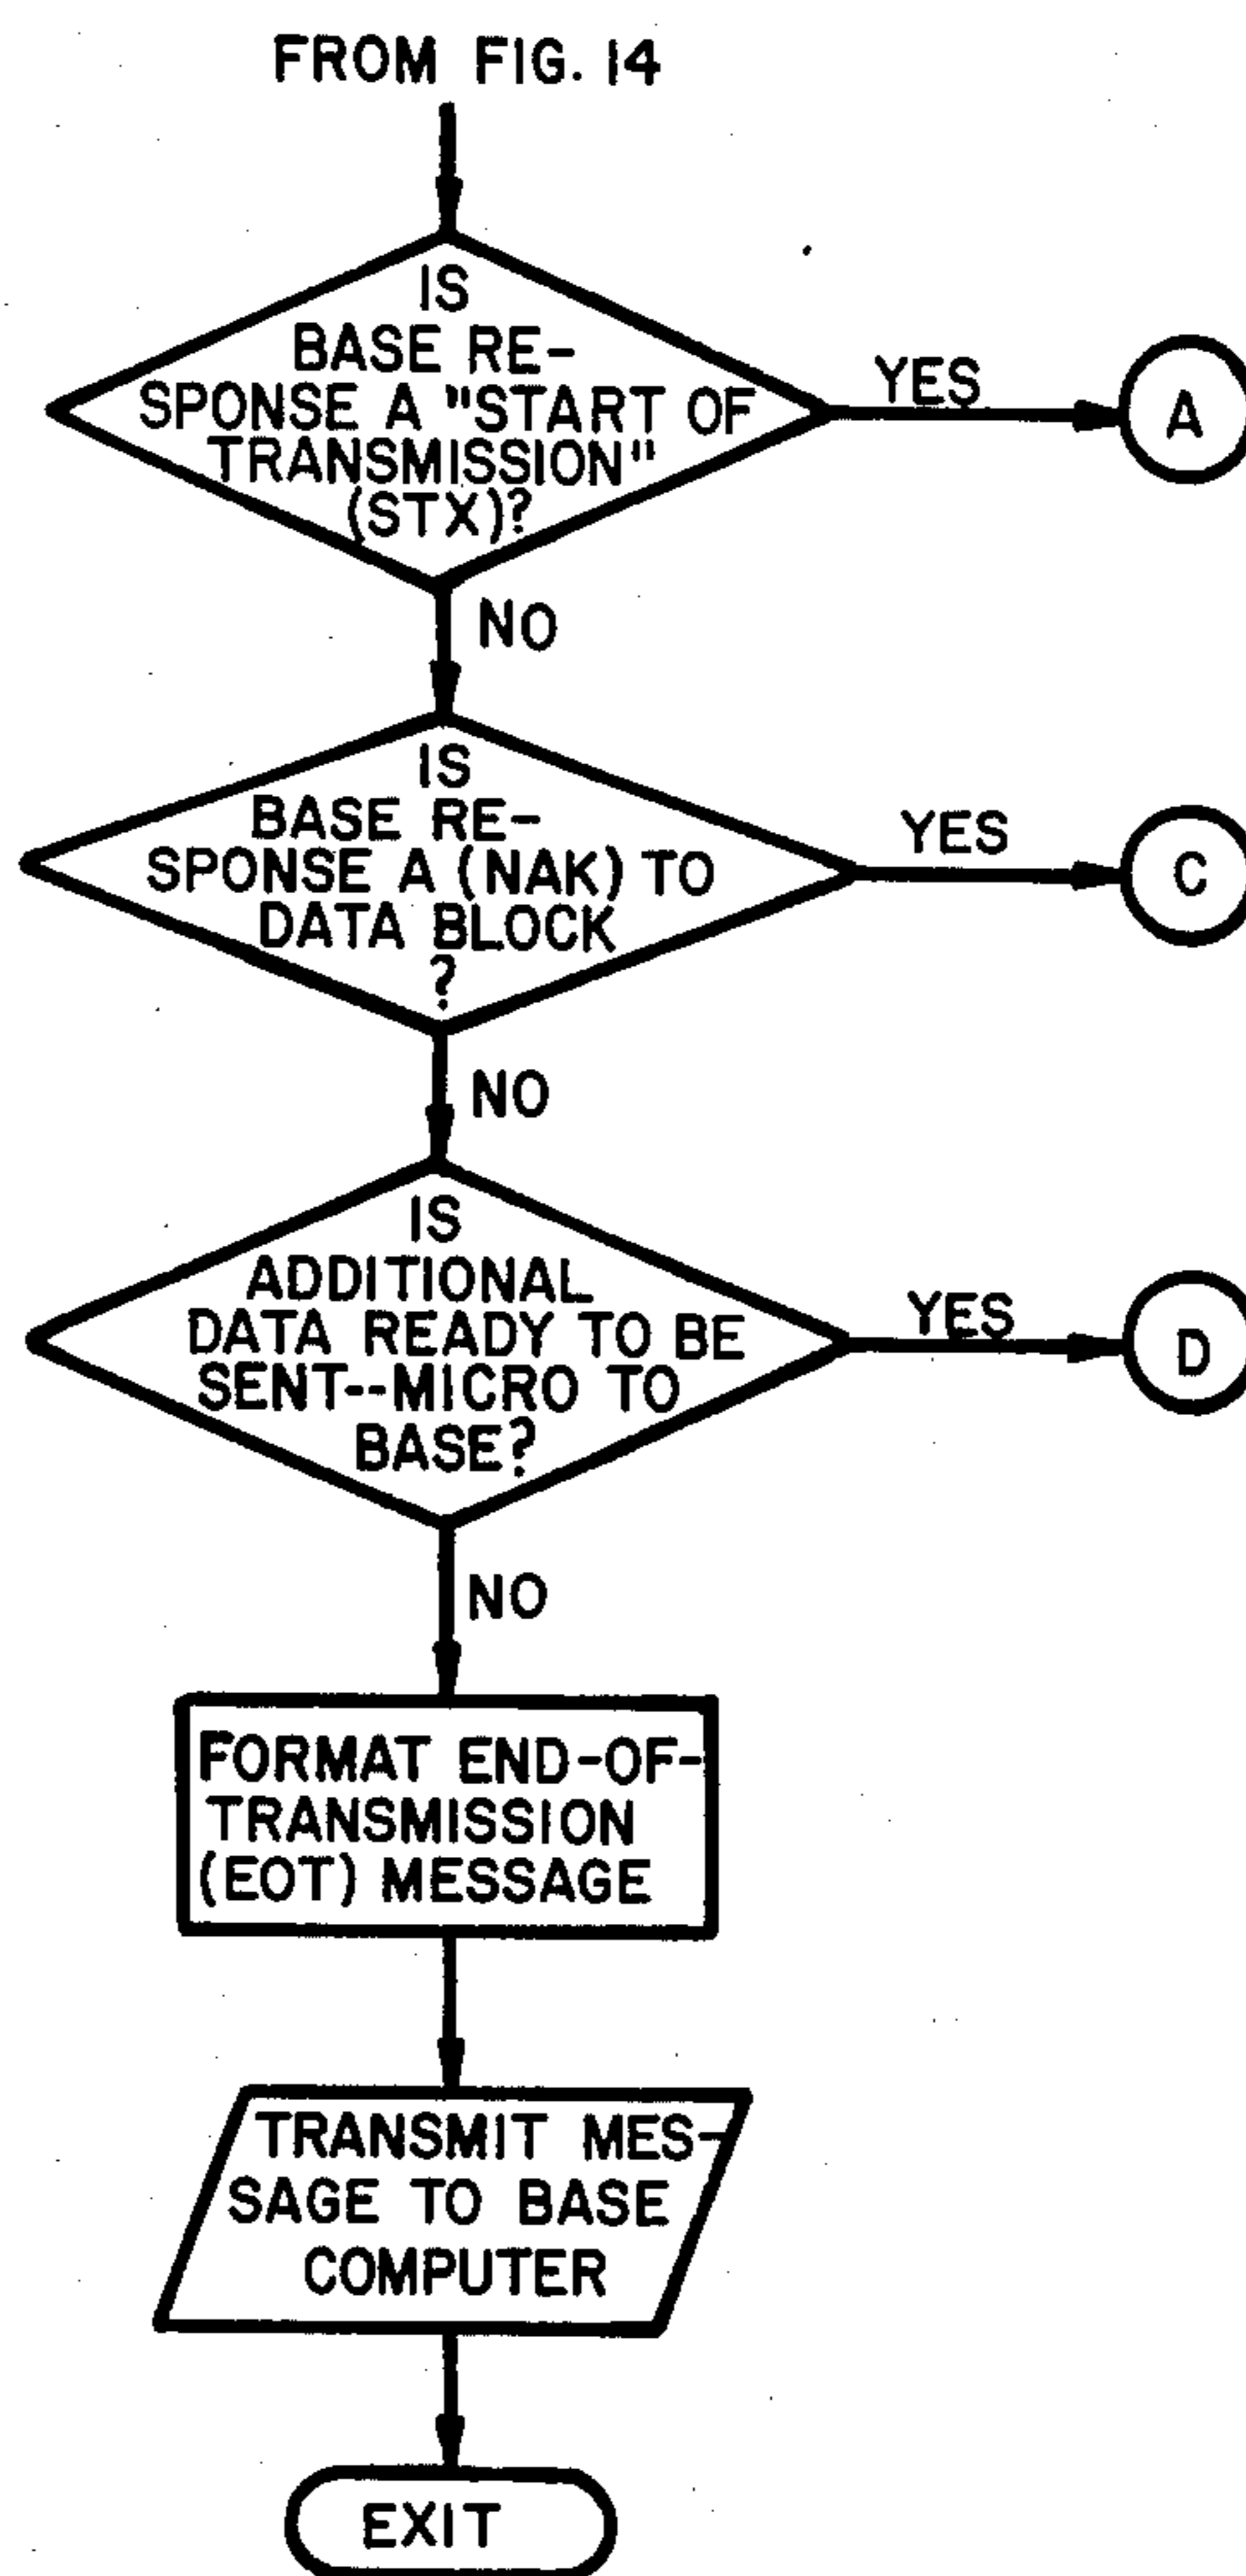 FROM FIG. 14
IS
BASE RE-
SPONSE A "START OF
TRANSMISSION"
(STX)?
YES
A
NO
IS
BASE RE-
SPONSE A (NAK) TO
DATA BLOCK
?
YES
C
NO
IS
ADDITIONAL
DATA READY TO BE
SENT--MICRO TO
BASE?
YES
D
NO
FORMAT END-OF-
TRANSMISSION
(EOT) MESSAGE
TRANSMIT MES-
SAGE TO BASE
COMPUTER
EXIT